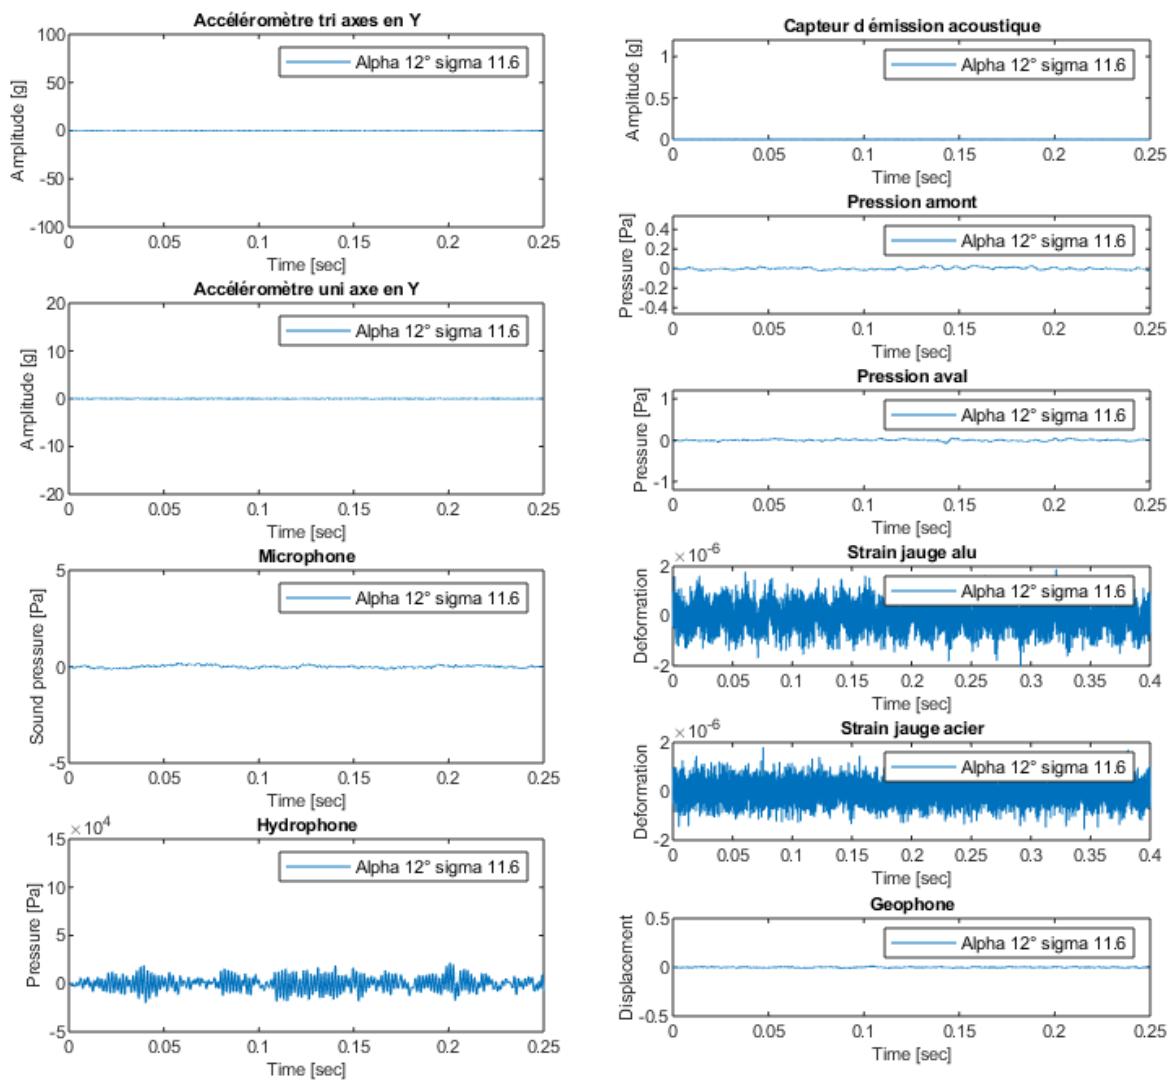 Accéléromètre tri axes en Y
100
50
0
-50
-100
Amplitude [g]
Alpha 12° sigma 11.6
0 0.05 0.1 0.15 0.2 0.25
Time [sec]
Accéléromètre uni axe en Y
20
10
0
-10
-20
Amplitude [g]
Alpha 12° sigma 11.6
0 0.05 0.1 0.15 0.2 0.25
Time [sec]
Microphone
5
0
-5
Sound pressure [Pa]
Alpha 12° sigma 11.6
0 0.05 0.1 0.15 0.2 0.25
Time [sec]
Hydrophone
×10^4
15
10
5
0
-5
Pressure [Pa]
Alpha 12° sigma 11.6
0 0.05 0.1 0.15 0.2 0.25
Time [sec]
Capteur d émission acoustique
1
0.5
0
Amplitude [g]
Alpha 12° sigma 11.6
0 0.05 0.1 0.15 0.2 0.25
Time [sec]
Pression amont
0.4
0.2
0
-0.2
-0.4
Pressure [Pa]
Alpha 12° sigma 11.6
0 0.05 0.1 0.15 0.2 0.25
Time [sec]
Pression aval
1
0
-1
Pressure [Pa]
Alpha 12° sigma 11.6
0 0.05 0.1 0.15 0.2 0.25
Time [sec]
Strain jauge alu
×10^-6
2
0
-2
Deformation
Alpha 12° sigma 11.6
0 0.05 0.1 0.15 0.2 0.25 0.3 0.35 0.4
Time [sec]
Strain jauge acier
×10^-6
2
0
-2
Deformation
Alpha 12° sigma 11.6
0 0.05 0.1 0.15 0.2 0.25 0.3 0.35 0.4
Time [sec]
Geophone
0.5
0
-0.5
Displacement
Alpha 12° sigma 11.6
0 0.05 0.1 0.15 0.2 0.25
Time [sec]